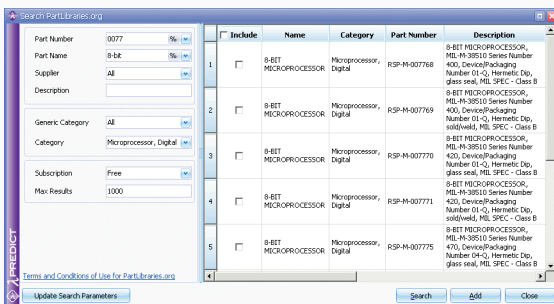 Search PartLibraries.org
Part Number 0077 %
Part Name 8-bit %
Supplier All
Description
Generic Category All
Category Microprocessor, Digital
Subscription Free
Max Results 1000
Terms and Conditions of Use for PartLibraries.org
Update Search Parameters
λPREDICT
Include Name Category Part Number Description
1
8-BIT
MICROPROCESSOR
Microprocessor,
Digital
RSP-M-007768
8-BIT MICROPROCESSOR,
MIL-M-38510 Series Number
400, Device/Packaging
Number 01-Q, Hermetic Dip,
glass seal, MIL SPEC - Class B
2
8-BIT
MICROPROCESSOR
Microprocessor,
Digital
RSP-M-007769
8-BIT MICROPROCESSOR,
MIL-M-38510 Series Number
400, Device/Packaging
Number 01-Q, Hermetic Dip,
sold/weld, MIL SPEC - Class B
3
8-BIT
MICROPROCESSOR
Microprocessor,
Digital
RSP-M-007770
8-BIT MICROPROCESSOR,
MIL-M-38510 Series Number
420, Device/Packaging
Number 01-Q, Hermetic Dip,
glass seal, MIL SPEC - Class B
4
8-BIT
MICROPROCESSOR
Microprocessor,
Digital
RSP-M-007771
8-BIT MICROPROCESSOR,
MIL-M-38510 Series Number
420, Device/Packaging
Number 01-Q, Hermetic Dip,
sold/weld, MIL SPEC - Class B
5
8-BIT
MICROPROCESSOR
Microprocessor,
Digital
RSP-M-007775
8-BIT MICROPROCESSOR,
MIL-M-38510 Series Number
470, Device/Packaging
Number 04-Q, Hermetic Dip,
glass seal, MIL SPEC - Class B
Search Add Close